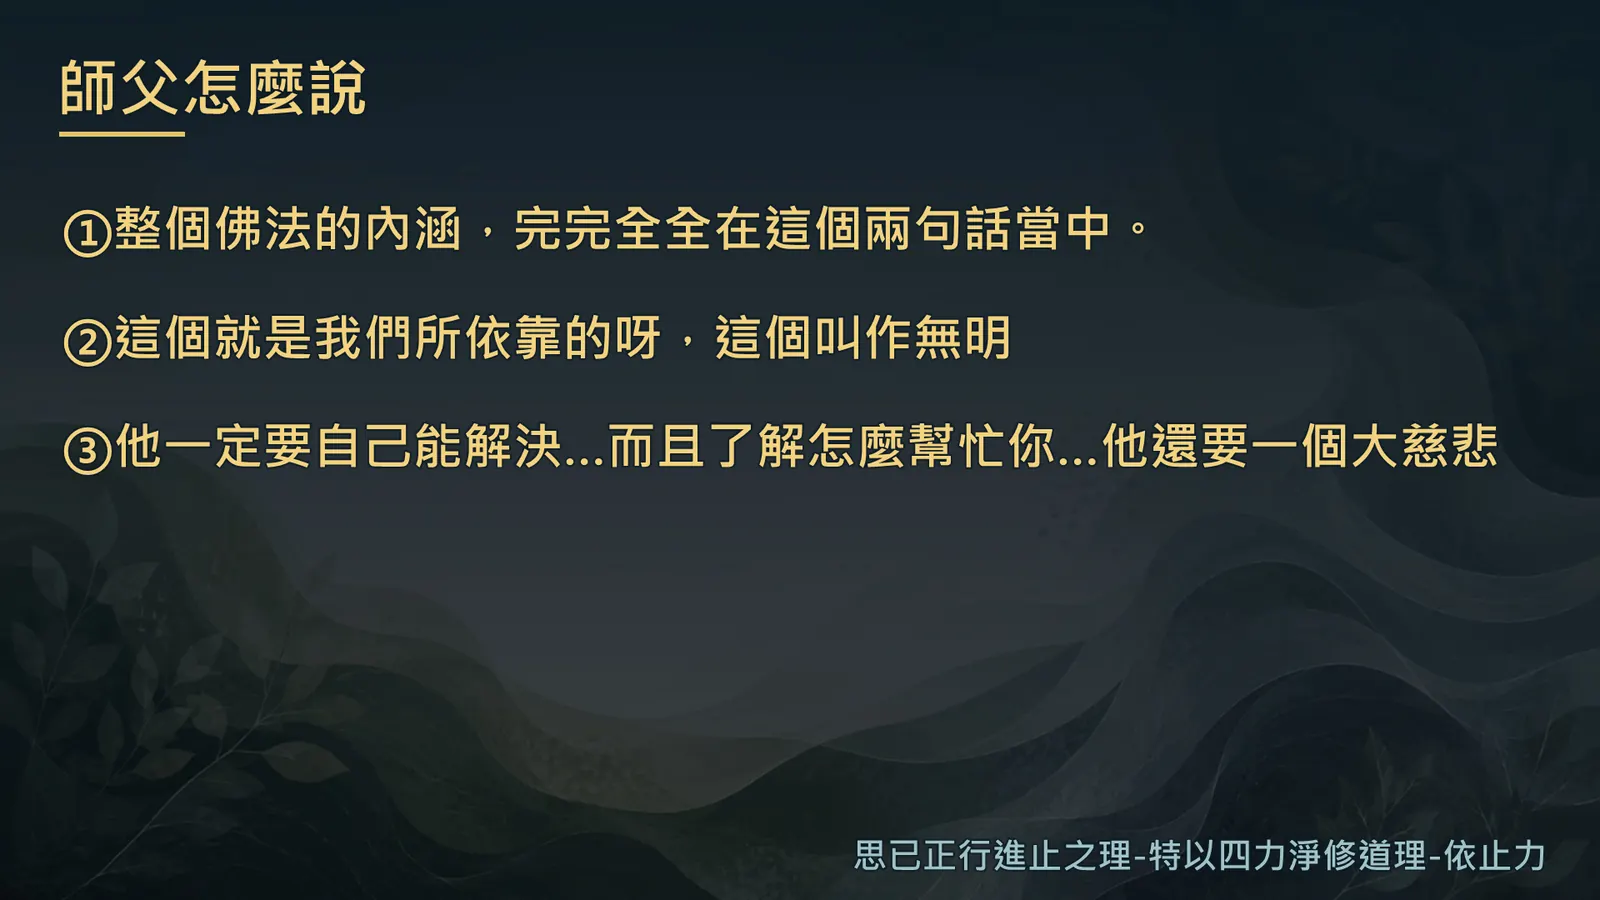 師父怎麼說
①整個佛法的內涵，完完全全在這個兩句話當中。
②這個就是我們所依靠的呀，這個叫作無明
③他一定要自己能解決...而且了解怎麼幫忙你...他還要一個大慈悲
思已正行進止之理-特以四力淨修道理-依止力